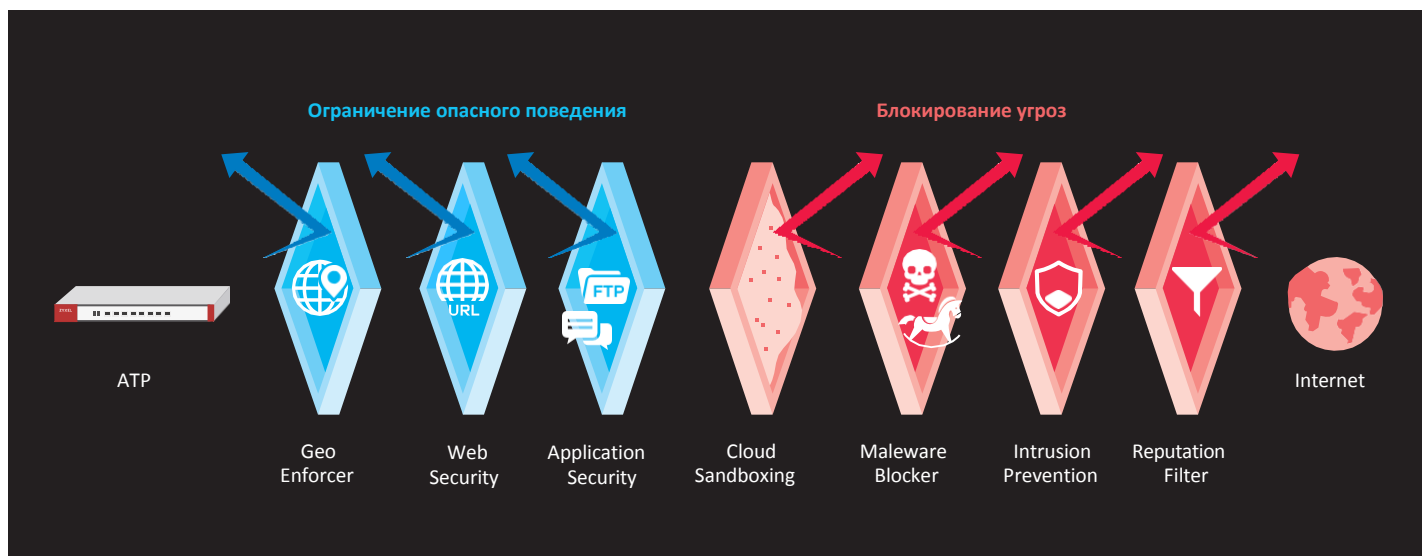 Ограничение опасного поведения
Блокирование угроз
FTP
URL
ZYXEL
ATP
Internet
Geo
Enforcer
Web
Security
Application
Security
Cloud
Sandboxing
Maleware
Blocker
Intrusion
Prevention
Reputation
Filter